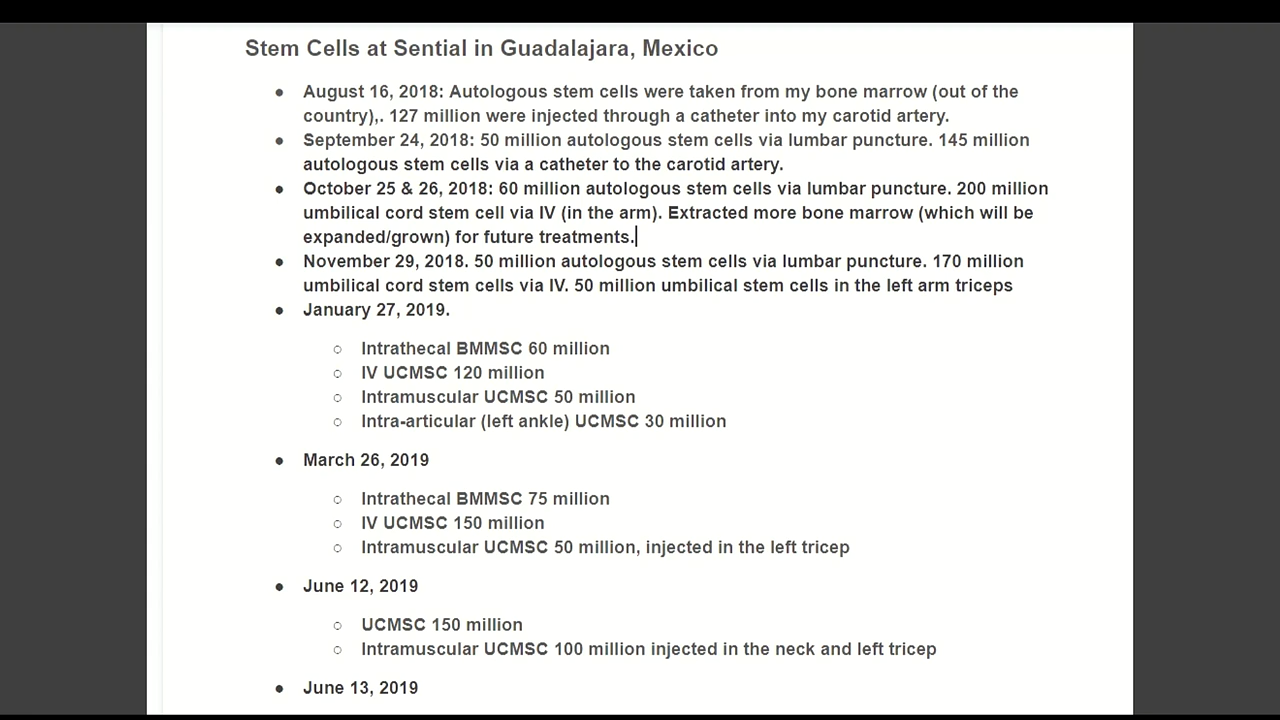 Stem Cells at Sential in Guadalajara, Mexico
● August 16, 2018: Autologous stem cells were taken from my bone marrow (out of the
country),. 127 million were injected through a catheter into my carotid artery.
● September 24, 2018: 50 million autologous stem cells via lumbar puncture. 145 million
autologous stem cells via a catheter to the carotid artery.
● October 25 & 26, 2018: 60 million autologous stem cells via lumbar puncture. 200 million
umbilical cord stem cell via IV (in the arm). Extracted more bone marrow (which will be
expanded/grown) for future treatments.
● November 29, 2018. 50 million autologous stem cells via lumbar puncture. 170 million
umbilical cord stem cells via IV. 50 million umbilical stem cells in the left arm triceps
● January 27, 2019.
○ Intrathecal BMMSC 60 million
○ IV UCMSC 120 million
○ Intramuscular UCMSC 50 million
○ Intra-articular (left ankle) UCMSC 30 million
● March 26, 2019
○ Intrathecal BMMSC 75 million
○ IV UCMSC 150 million
○ Intramuscular UCMSC 50 million, injected in the left tricep
● June 12, 2019
○ UCMSC 150 million
○ Intramuscular UCMSC 100 million injected in the neck and left tricep
● June 13, 2019